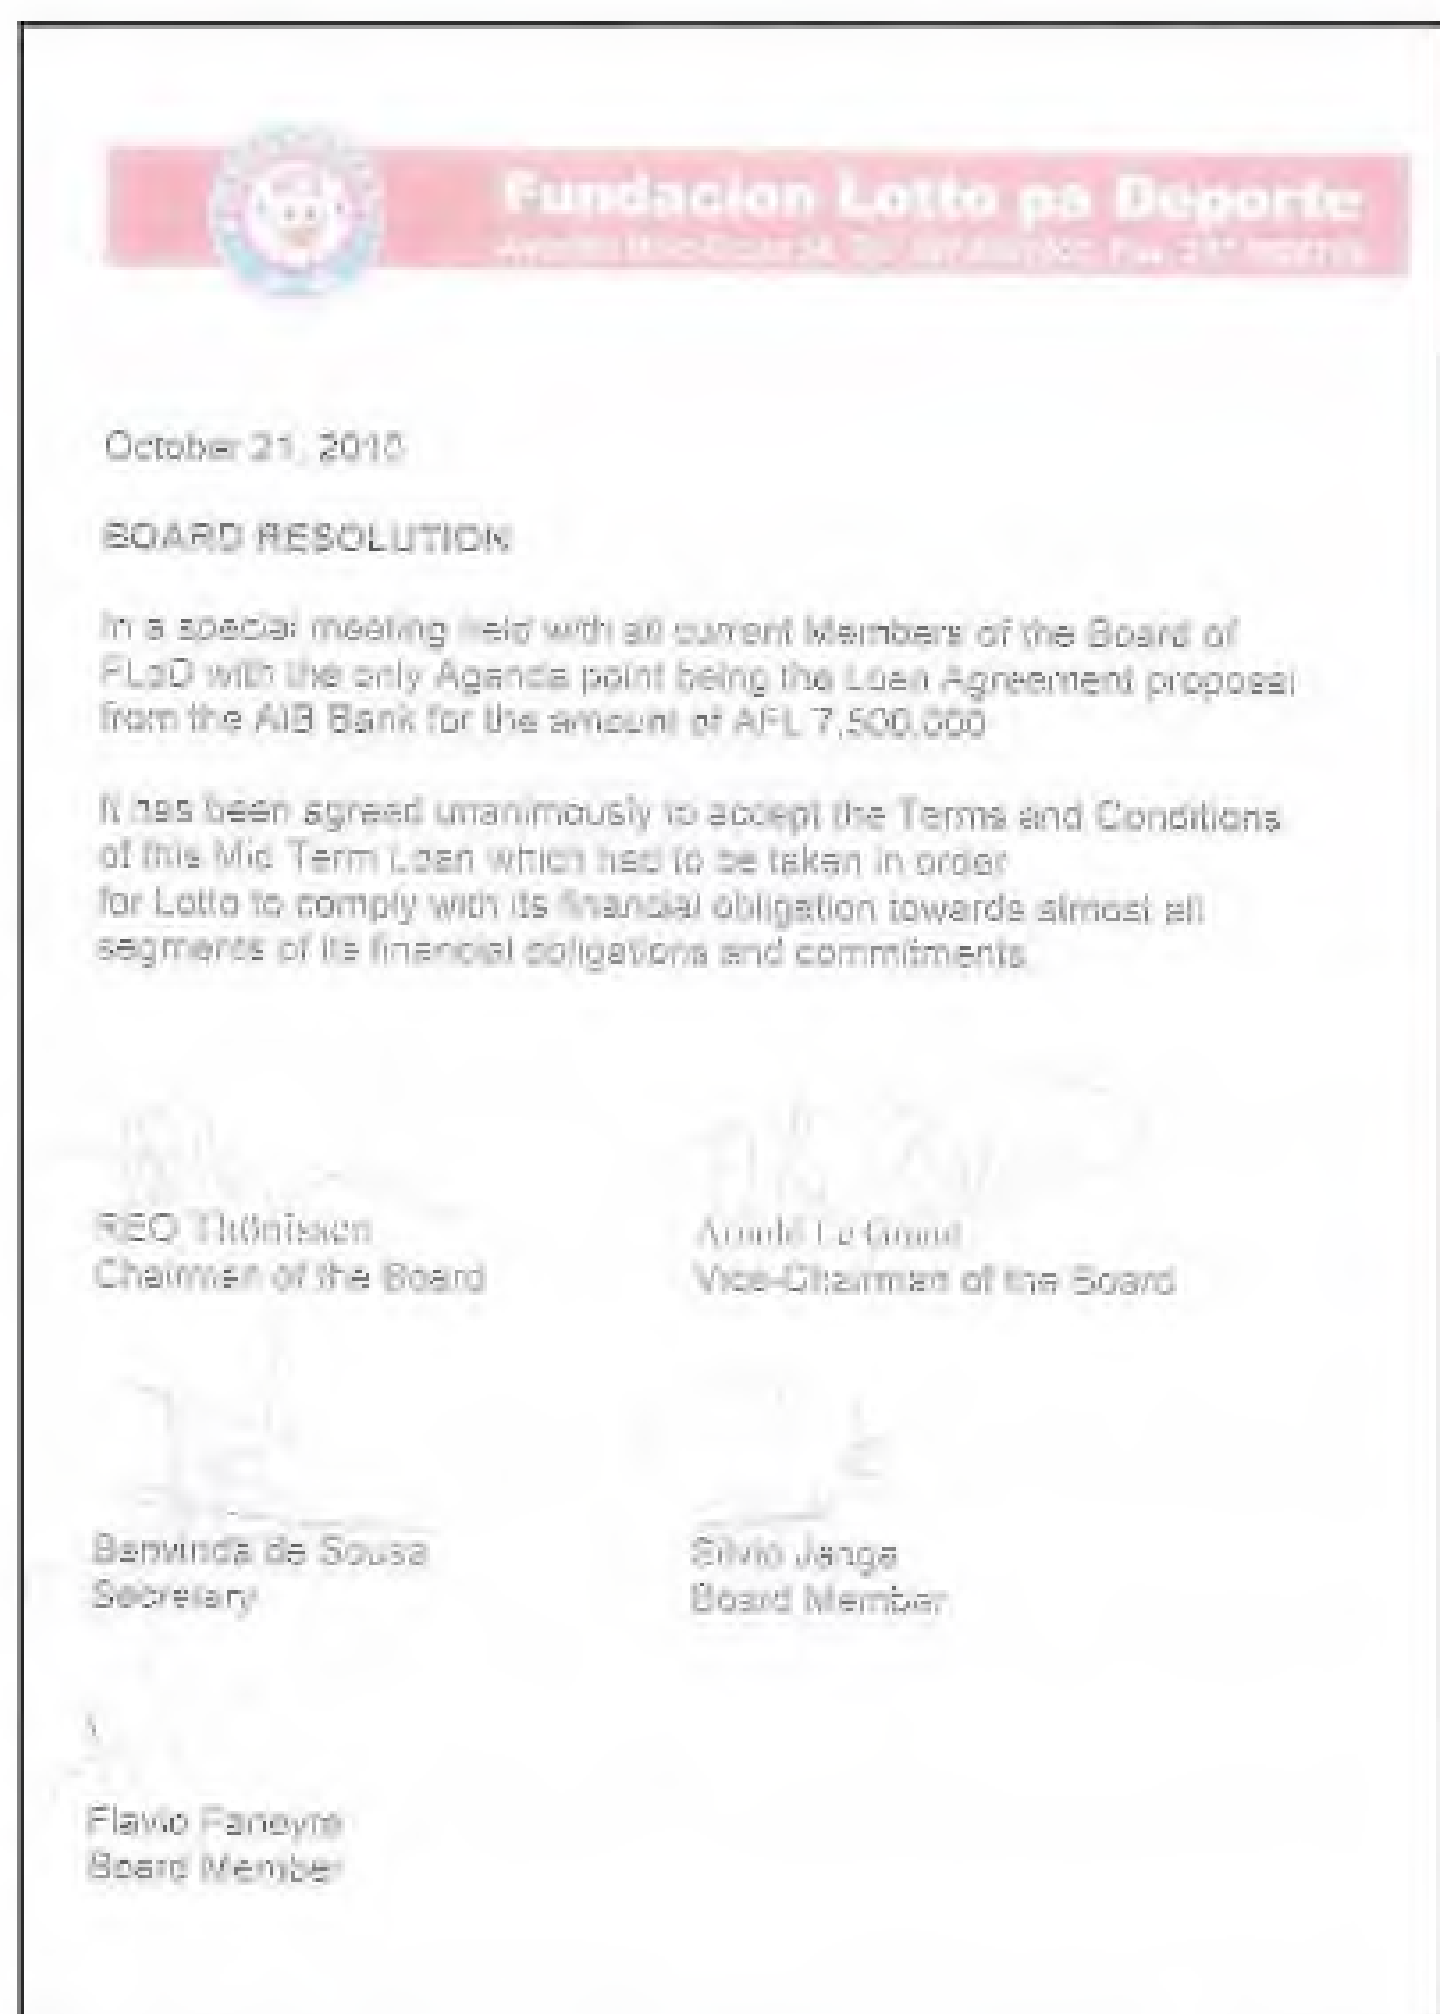 Fundacion Lotto pa Deporte
October 21, 2010
BOARD RESOLUTION
In a special meeting held with all current Members of the Board of
FLpD with the only Agenda point being the Loan Agreement proposal
from the AIB Bank for the amount of AFL 7,500,000
It has been agreed unanimously to accept the Terms and Conditions
of this Mid Term Loan which had to be taken in order
for Lotto to comply with its financial obligation towards almost all
segments of its financial obligations and commitments.
REO Thönissen
Chairman of the Board
Vice-Chairman of the Board
Benvinda de Sousa
Secretary
Silvio Janga
Board Member
Flavio Faneyte
Board Member